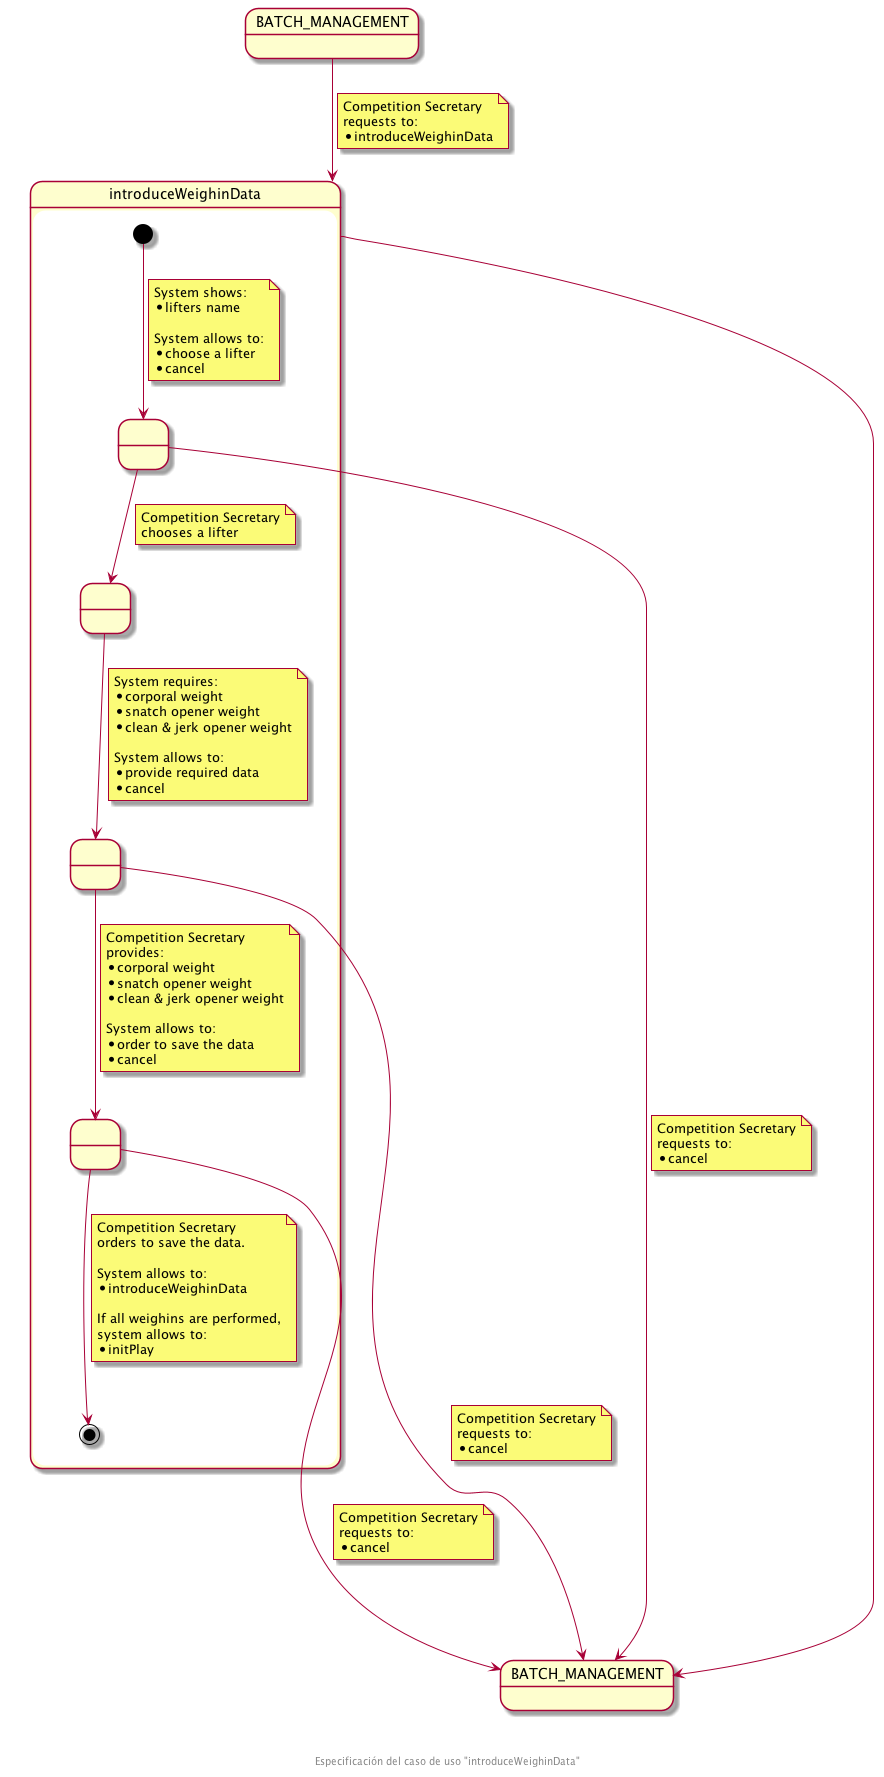 BATCH_MANAGEMENT
Competition Secretary
requests to:
•introduceWeighinData
introduceWeighinData
System shows:
•lifters name
System allows to:
•choose a lifter
•cancel
Competition Secretary
chooses a lifter
System requires:
•corporal weight
•snatch opener weight
•clean & jerk opener weight
System allows to:
•provide required data
•cancel
Competition Secretary
provides:
•corporal weight
•snatch opener weight
•clean & jerk opener weight
System allows to:
•order to save the data
•cancel
Competition Secretary
requests to:
•cancel
Competition Secretary
orders to save the data.
System allows to:
•introduceWeighinData
If all weighins are performed,
system allows to:
•initPlay
Competition Secretary
requests to:
•cancel
Competition Secretary
requests to:
•cancel
BATCH_MANAGEMENT
Especificación del caso de uso "introduceWeighinData"